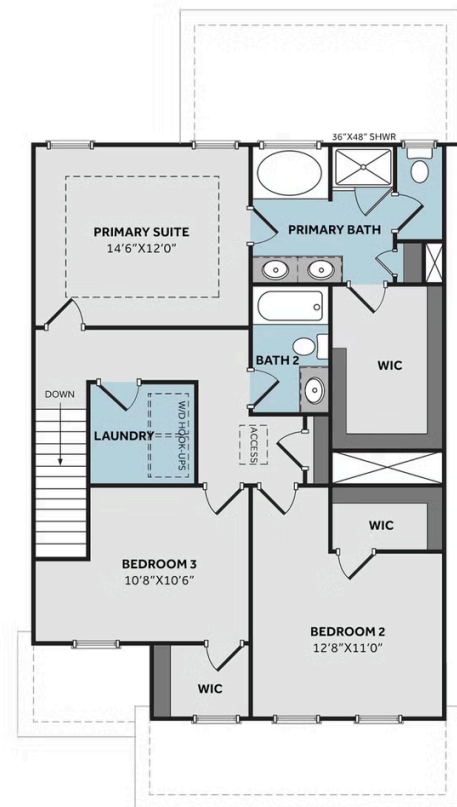 36"X48" SHWR
PRIMARY SUITE
14'6"X12'0"
PRIMARY BATH
BATH 2
WIC
DOWN
LAUNDRY
W/D HOOK-UPS
ACCESS
WIC
BEDROOM 3
10'8"X10'6"
BEDROOM 2
12'8"X11'0"
WIC